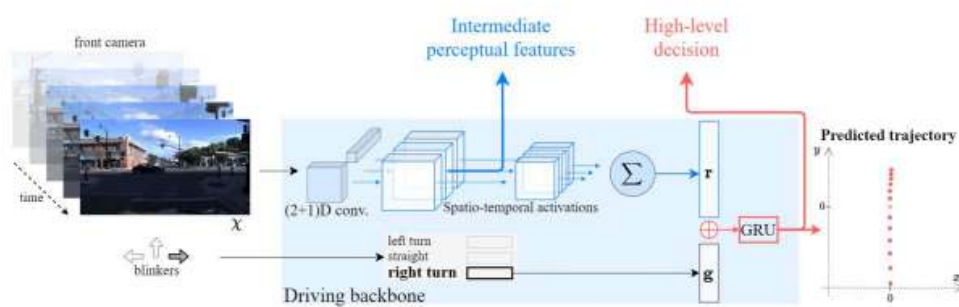 Intermediate
perceptual features
High-level
decision
front camera
time
χ
blinkers
(2+1)D conv.
Spatio-temporal activations
Σ
r
GRU
g
left turn
straight
right turn
Driving backbone
Predicted trajectory
y
6
0